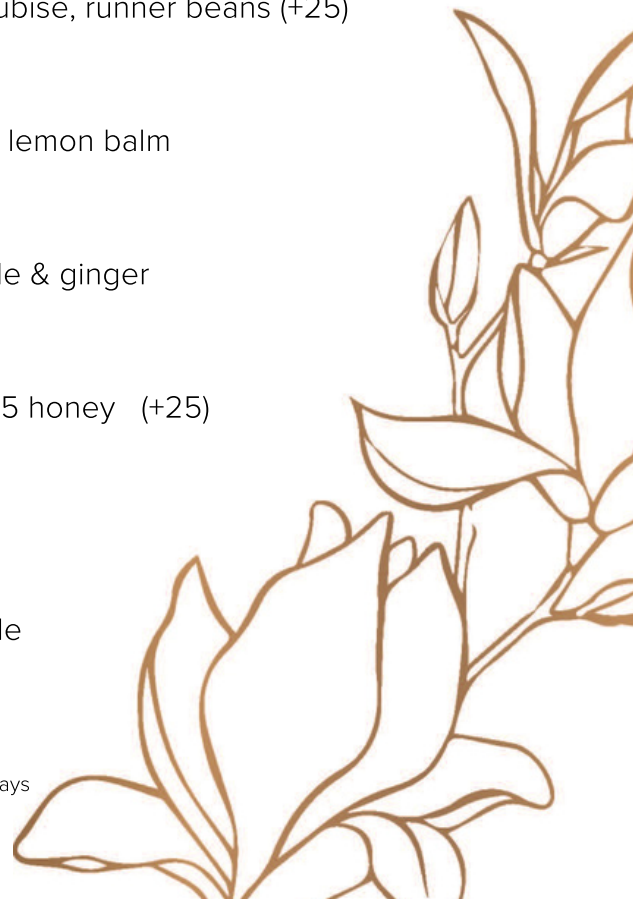 ubise, runner beans (+25)
lemon balm
le & ginger
5 honey (+25)
le
ays